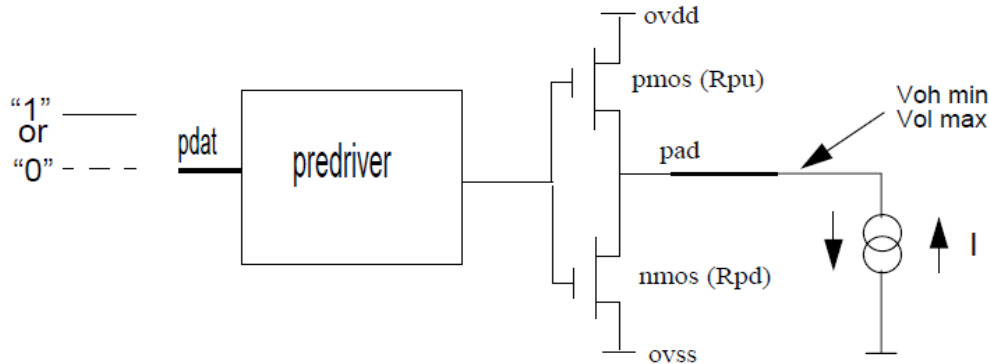 ovdd
pmos (Rpu)
Voh min
Vol max
“1”
or
“0”
pdat
predriver
pad
nmos (Rpd)
I
ovss